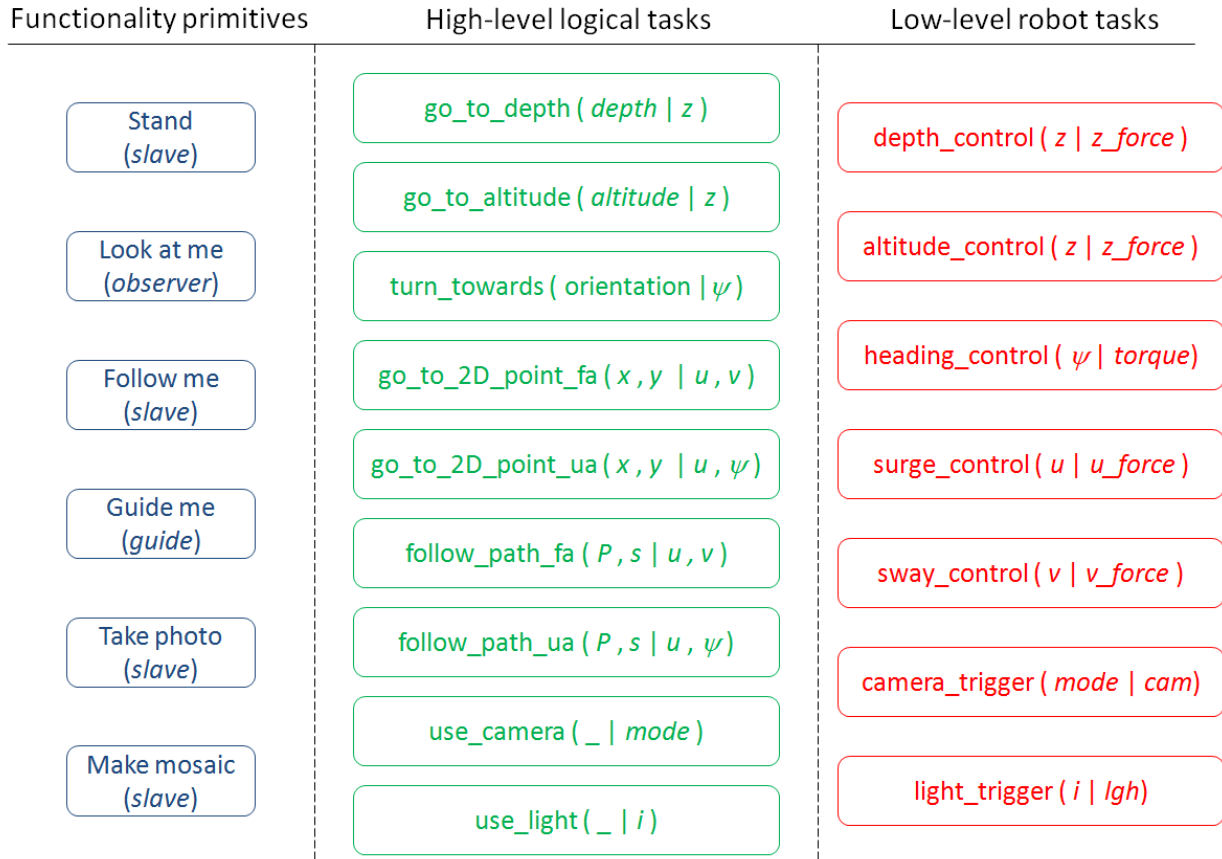 Functionality primitives
High-level logical tasks
Low-level robot tasks
Stand
(slave)
Look at me
(observer)
Follow me
(slave)
Guide me
(guide)
Take photo
(slave)
Make mosaic
(slave)
go_to_depth ( depth | z )
go_to_altitude ( altitude | z )
turn_towards ( orientation | ψ )
go_to_2D_point_fa ( x , y | u , v )
go_to_2D_point_ua ( x , y | u , ψ )
follow_path_fa ( P , s | u , v )
follow_path_ua ( P , s | u , ψ )
use_camera ( _ | mode )
use_light ( _ | i )
depth_control ( z | z_force )
altitude_control ( z | z_force )
heading_control ( ψ | torque)
surge_control ( u | u_force )
sway_control ( v | v_force )
camera_trigger ( mode | cam)
light_trigger ( i | lgh)